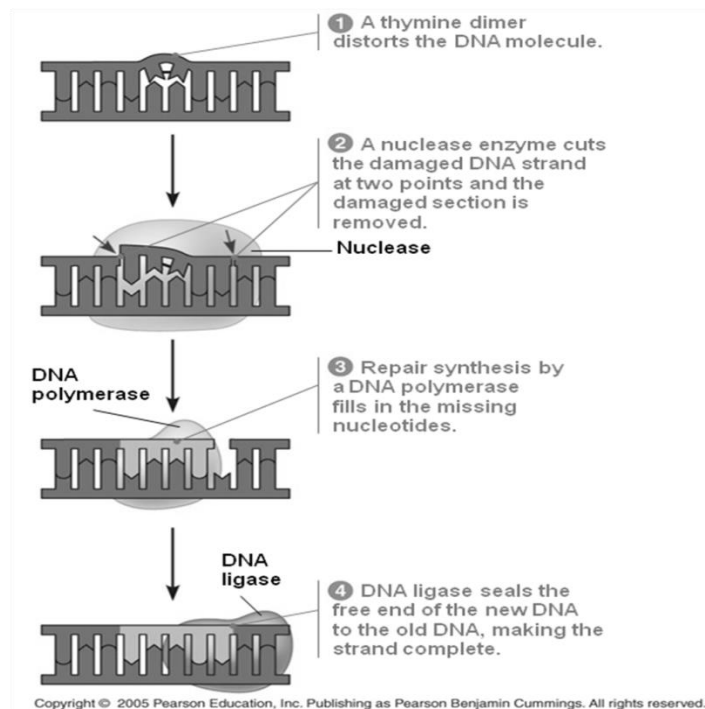 1 A thymine dimer
distorts the DNA molecule.
2 A nuclease enzyme cuts
the damaged DNA strand
at two points and the
damaged section is
removed.
Nuclease
DNA
polymerase
3 Repair synthesis by
a DNA polymerase
fills in the missing
nucleotides.
DNA
ligase
4 DNA ligase seals the
free end of the new DNA
to the old DNA, making the
strand complete.
Copyright © 2005 Pearson Education, Inc. Publishing as Pearson Benjamin Cummings. All rights reserved.